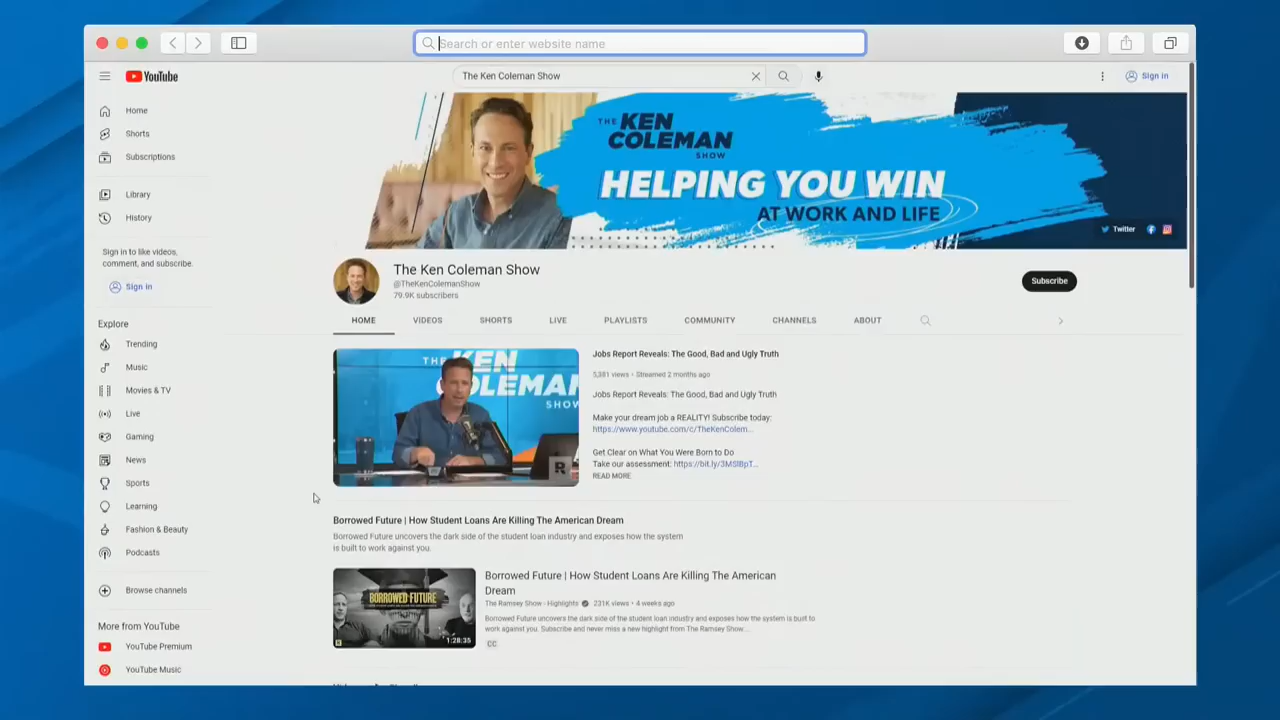 Search or enter website name
YouTube
The Ken Coleman Show
Sign in
Home
Shorts
Subscriptions
Library
History
Sign in to like videos,
comment, and subscribe.
Sign in
Explore
Trending
Music
Movies & TV
Live
Gaming
News
Sports
Learning
Fashion & Beauty
Podcasts
Browse channels
More from YouTube
YouTube Premium
YouTube Music
THE KEN
COLEMAN
SHOW
HELPING YOU WIN
AT WORK AND LIFE
Twitter
The Ken Coleman Show
@TheKenColemanShow
79.9K subscribers
Subscribe
HOME VIDEOS SHORTS LIVE PLAYLISTS COMMUNITY CHANNELS ABOUT
THE KEN
COLEMAN
SHOW
R
Jobs Report Reveals: The Good, Bad and Ugly Truth
5,381 views • Streamed 2 months ago
Jobs Report Reveals: The Good, Bad and Ugly Truth
Make your dream job a REALITY! Subscribe today:
https://www.youtube.com/c/TheKenColem...
Get Clear on What You Were Born to Do
Take our assessment:
READ MORE
Borrowed Future | How Student Loans Are Killing The American Dream
Borrowed Future uncovers the dark side of the student loan industry and exposes how the system
is built to work against you.
BORROWED FUTURE
1:28:35
Borrowed Future | How Student Loans Are Killing The American
Dream
The Ramsey Show - Highlights 231K views • 4 weeks ago
Borrowed Future uncovers the dark side of the student loan industry and exposes how the system is built to
work against you. Subscribe and never miss a new highlight from The Ramsey Show...
CC